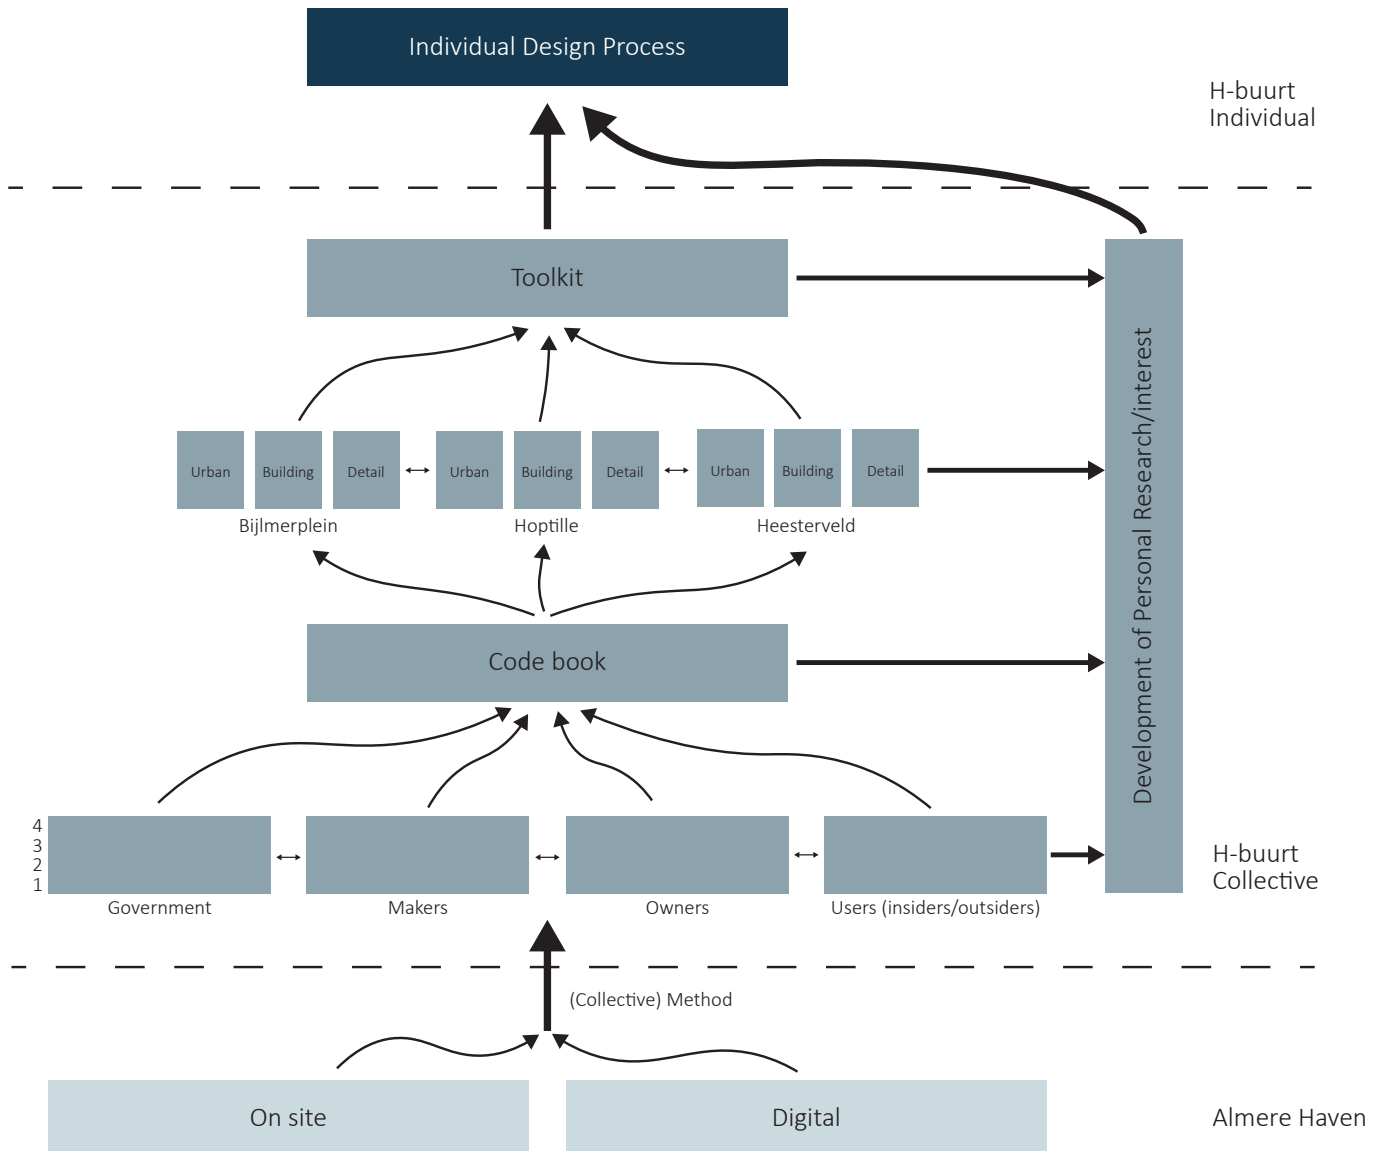 Individual Design Process
H-buurt
Individual
Toolkit
Development of Personal Research/interest
Urban Building Detail Urban Building Detail Urban Building Detail
Bijlmerplein Hoptille Heesterveld
Code book
4
3
2
1
Government Makers Owners Users (insiders/outsiders)
H-buurt
Collective
(Collective) Method
On site Digital Almere Haven